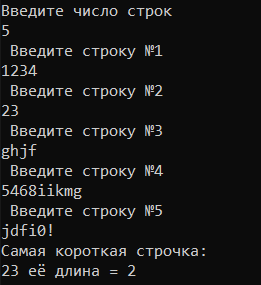 Введите число строк
5
Введите строку №1
1234
Введите строку №2
23
Введите строку №3
ghjf
Введите строку №4
5468iikmg
Введите строку №5
jdfi0!
Самая короткая строчка:
23 её длина = 2